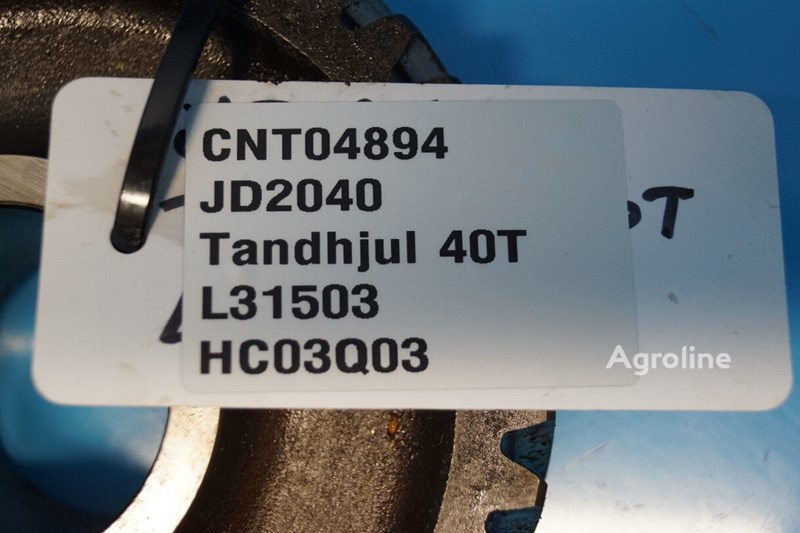 CNT04894
JD2040
Tandhjul 40T
L31503
HC03Q03
Agroline